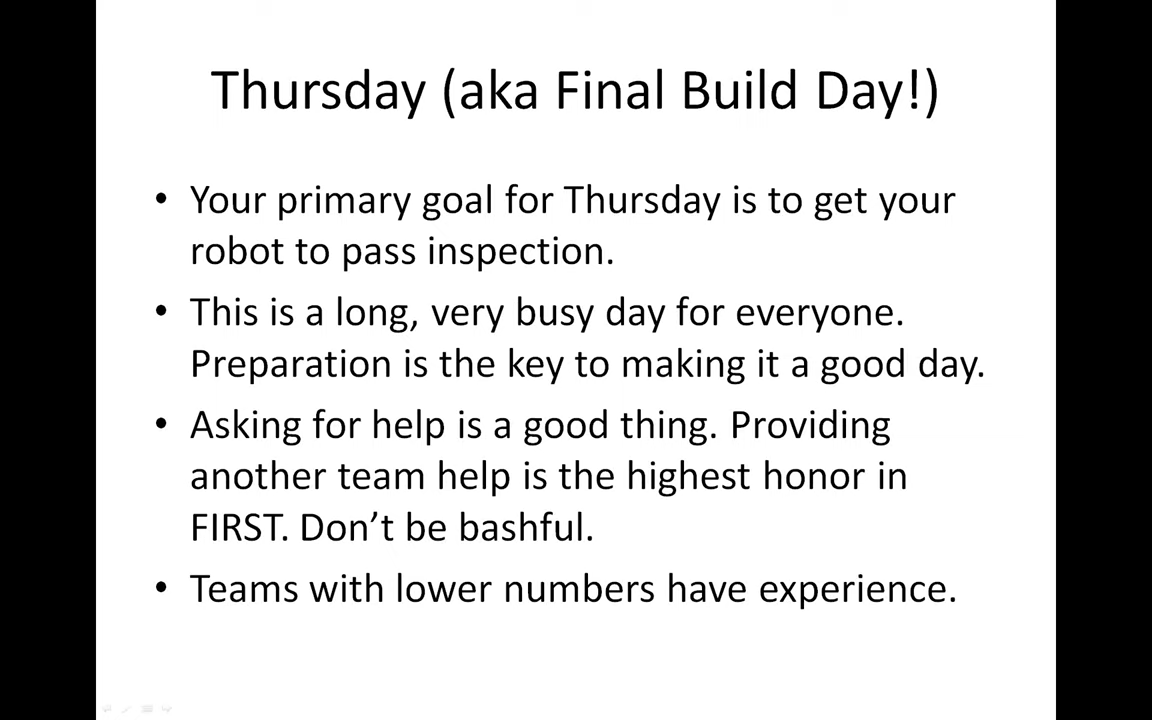 Thursday (aka Final Build Day!)
• Your primary goal for Thursday is to get your
robot to pass inspection.
• This is a long, very busy day for everyone.
Preparation is the key to making it a good day.
• Asking for help is a good thing. Providing
another team help is the highest honor in
FIRST. Don’t be bashful.
• Teams with lower numbers have experience.